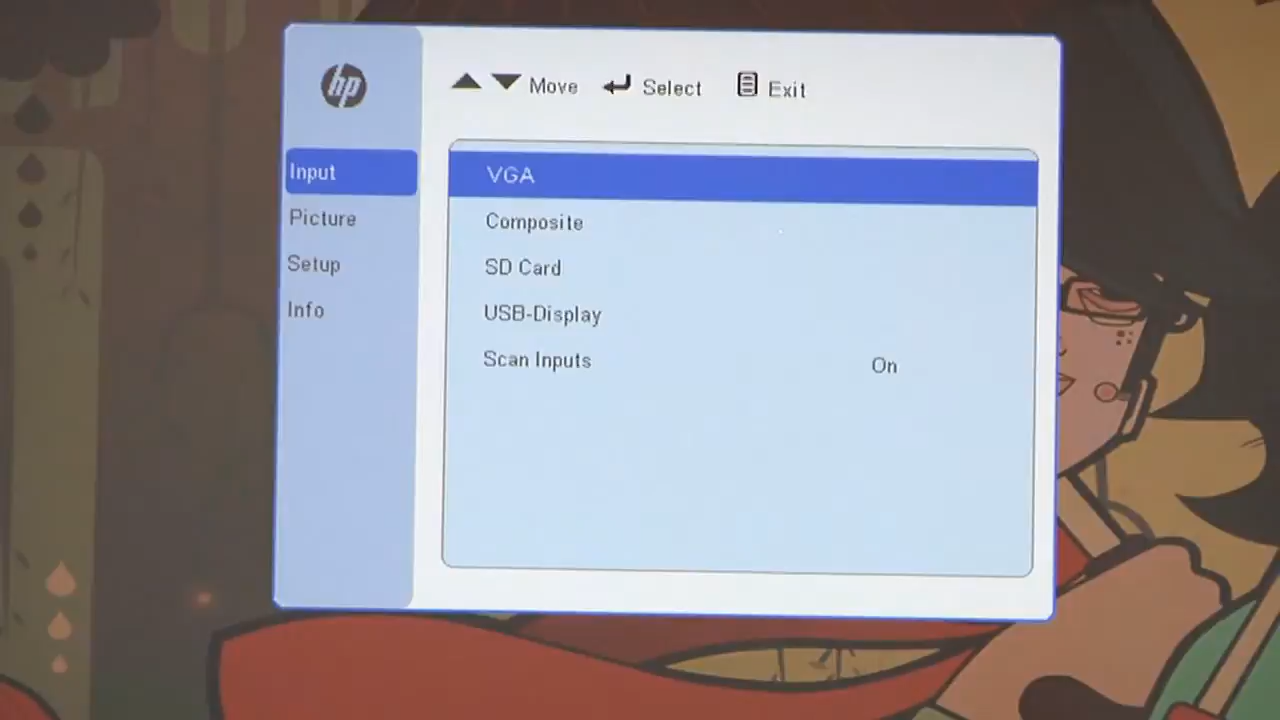 hp
Move Select Exit
Input
Picture
Setup
Info
VGA
Composite
SD Card
USB-Display
Scan Inputs On